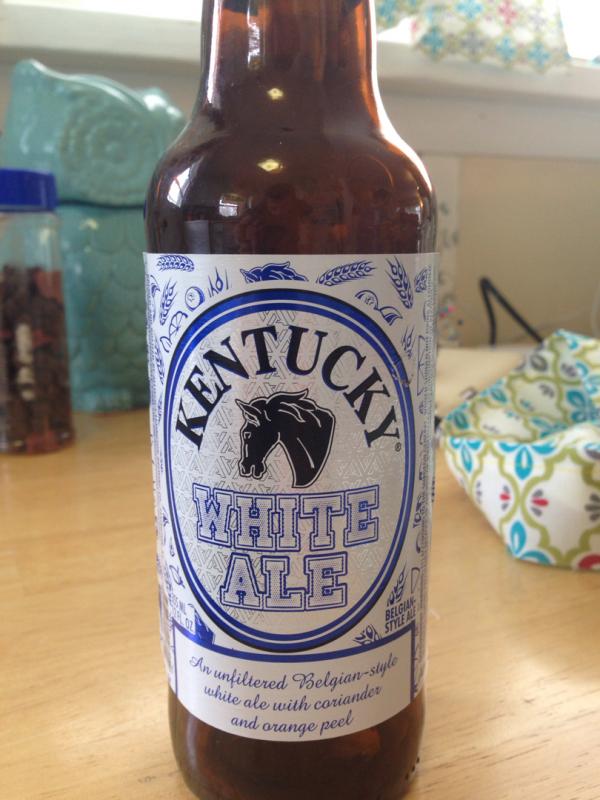 KENTUCKY®
WHITE
ALE
BELGIAN-
STYLE ALE
An unfiltered Belgian-style
white ale with coriander
and orange peel